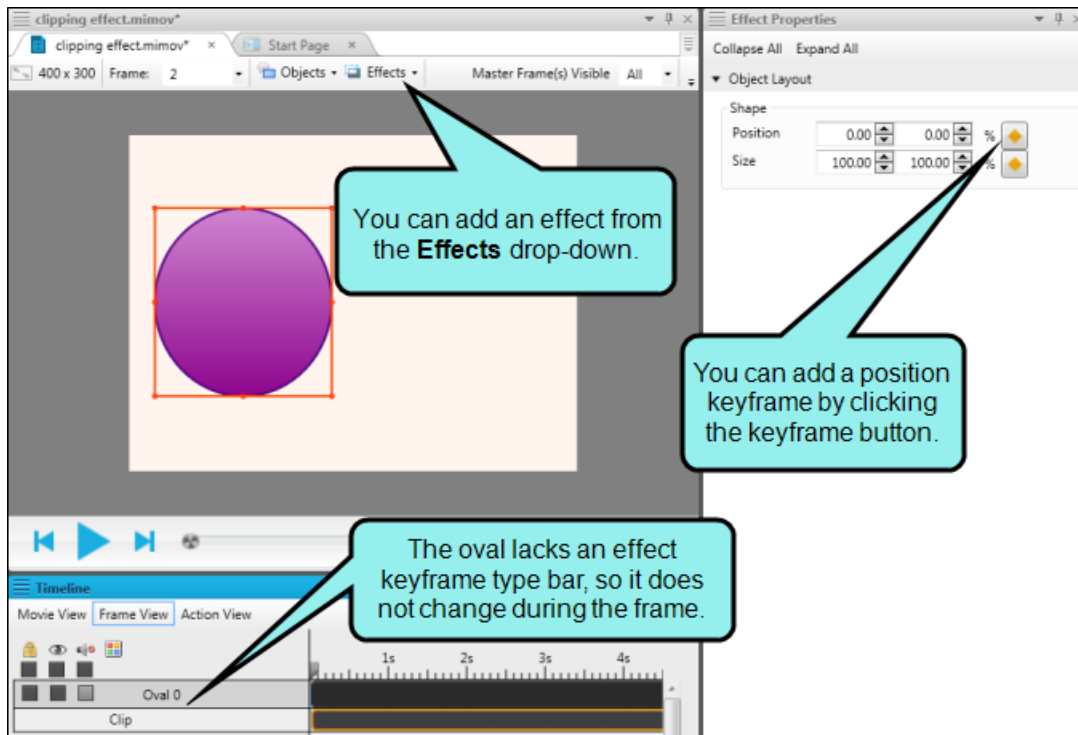 clipping effect.mimov*
clipping effect.mimov* × Start Page ×
400 x 300 Frame: 2 Objects Effects Master Frame(s) Visible All
You can add an effect from
the Effects drop-down.
Effect Properties
Collapse All Expand All
Object Layout
Shape
Position 0.00 0.00 %
Size 100.00 100.00 %
You can add a position
keyframe by clicking
the keyframe button.
The oval lacks an effect
keyframe type bar, so it does
not change during the frame.
Timeline
Movie View Frame View Action View
1s 2s 3s 4s
Oval 0
Clip